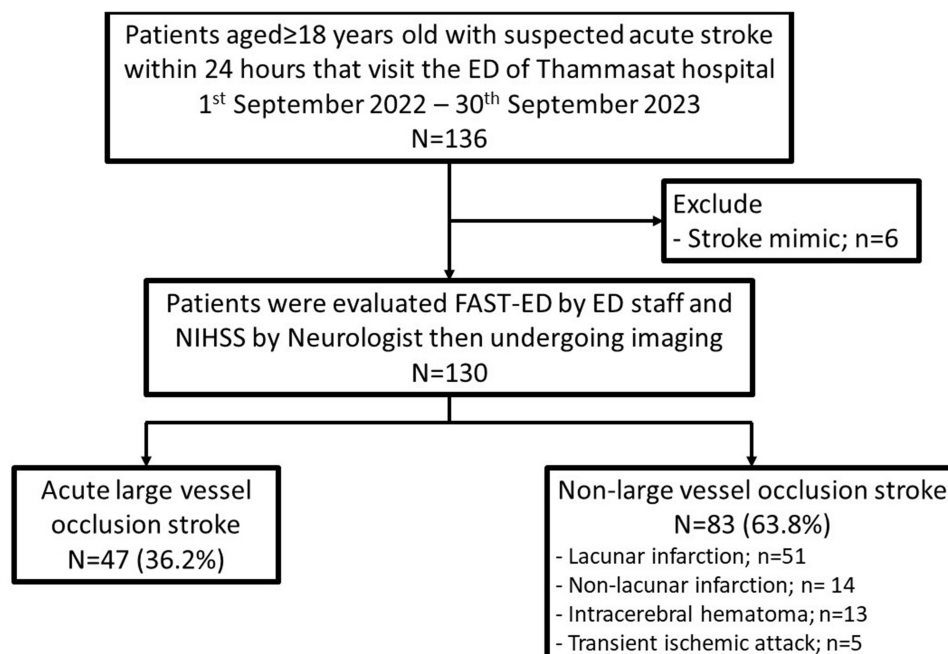 Patients aged≥18 years old with suspected acute stroke
within 24 hours that visit the ED of Thammasat hospital
1st September 2022 – 30th September 2023
N=136
Exclude
- Stroke mimic; n=6
Patients were evaluated FAST-ED by ED staff and
NIHSS by Neurologist then undergoing imaging
N=130
Acute large vessel
occlusion stroke
N=47 (36.2%)
Non-large vessel occlusion stroke
N=83 (63.8%)
- Lacunar infarction; n=51
- Non-lacunar infarction; n= 14
- Intracerebral hematoma; n=13
- Transient ischemic attack; n=5